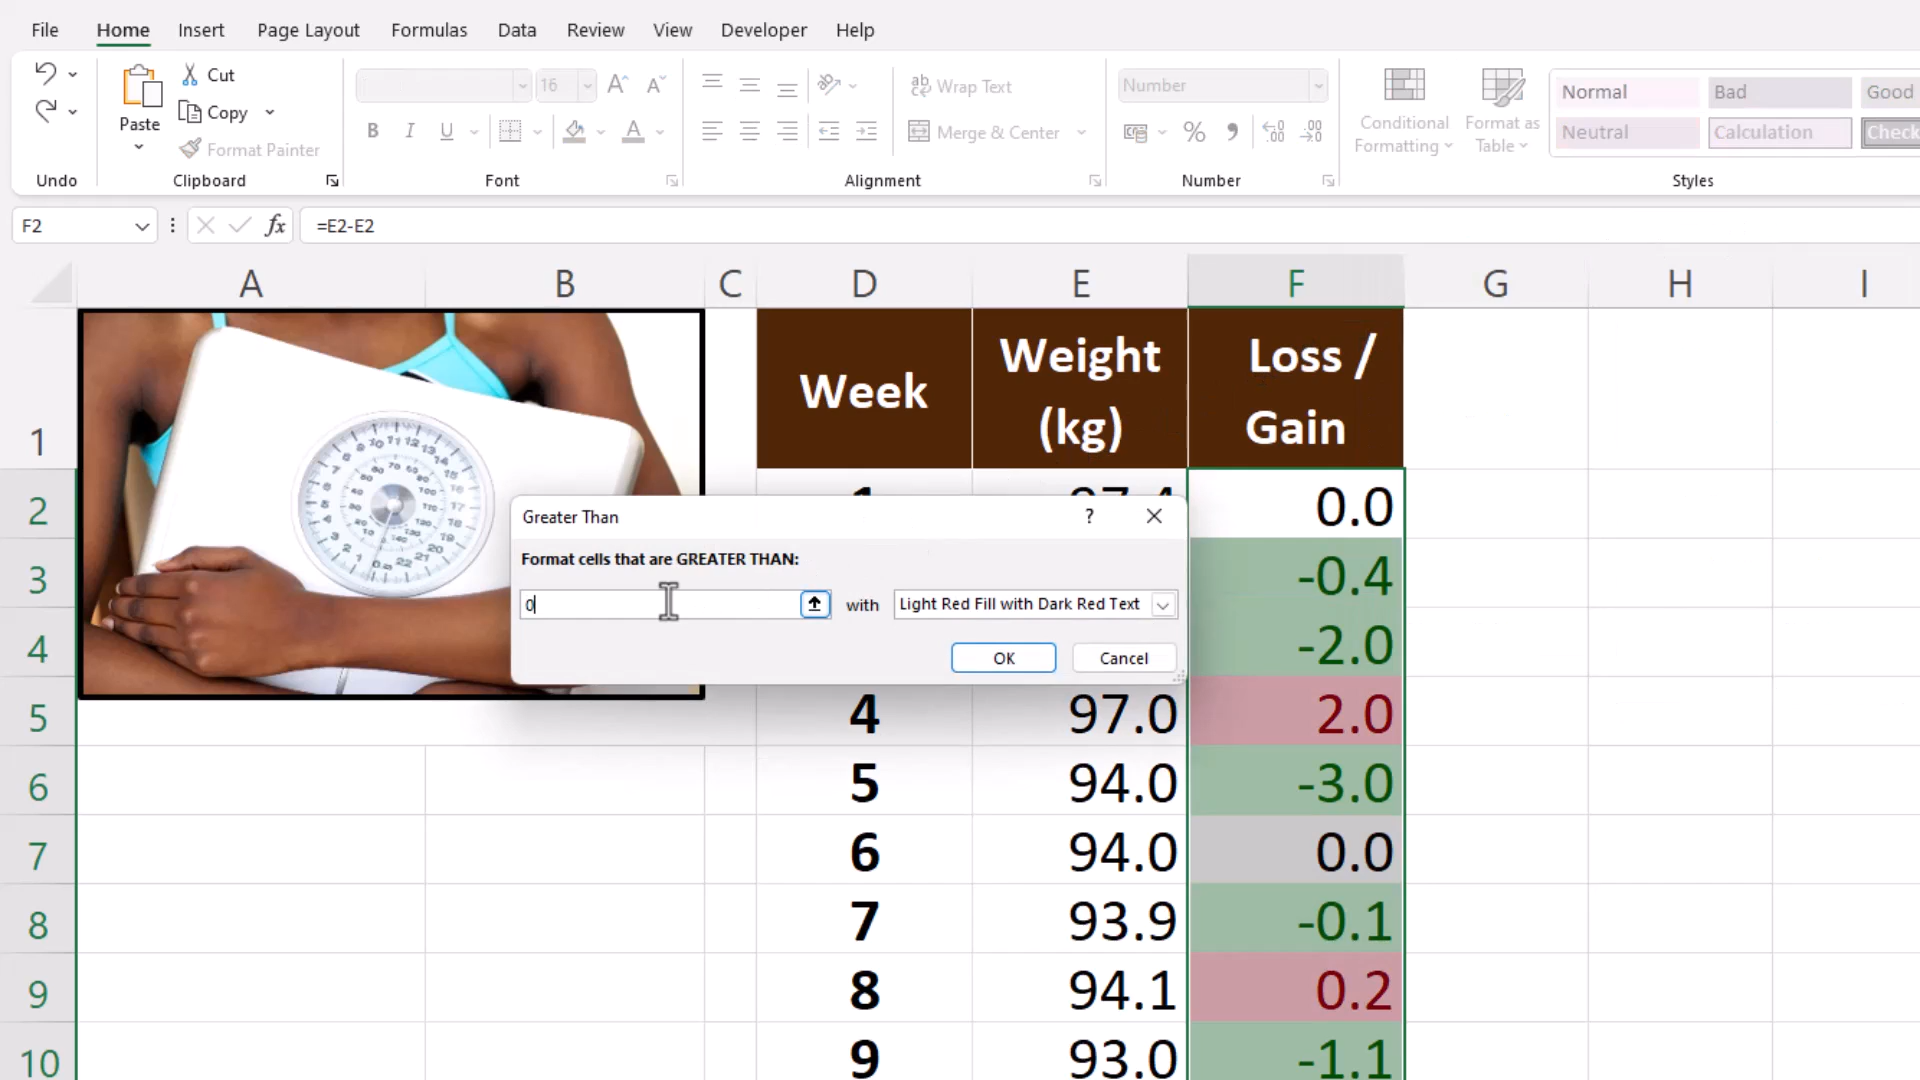 File Home Insert Page Layout Formulas Data Review View Developer Help
Paste
Cut
Copy
Format Painter
16
B I U
ab Wrap Text
Merge & Center
Number
Conditional
Formatting
Format as
Table
Normal Bad Good
Neutral Calculation Check
Undo Clipboard Font Alignment Number Styles
F2 fx =E2-E2
A B C D E F G H I
1 Week Weight (kg) Loss / Gain
2 0.0
Greater Than ?
Format cells that are GREATER THAN:
0 with Light Red Fill with Dark Red Text
OK Cancel
3 -0.4
4 -2.0
5 4 97.0 2.0
6 5 94.0 -3.0
7 6 94.0 0.0
8 7 93.9 -0.1
9 8 94.1 0.2
10 9 93.0 -1.1